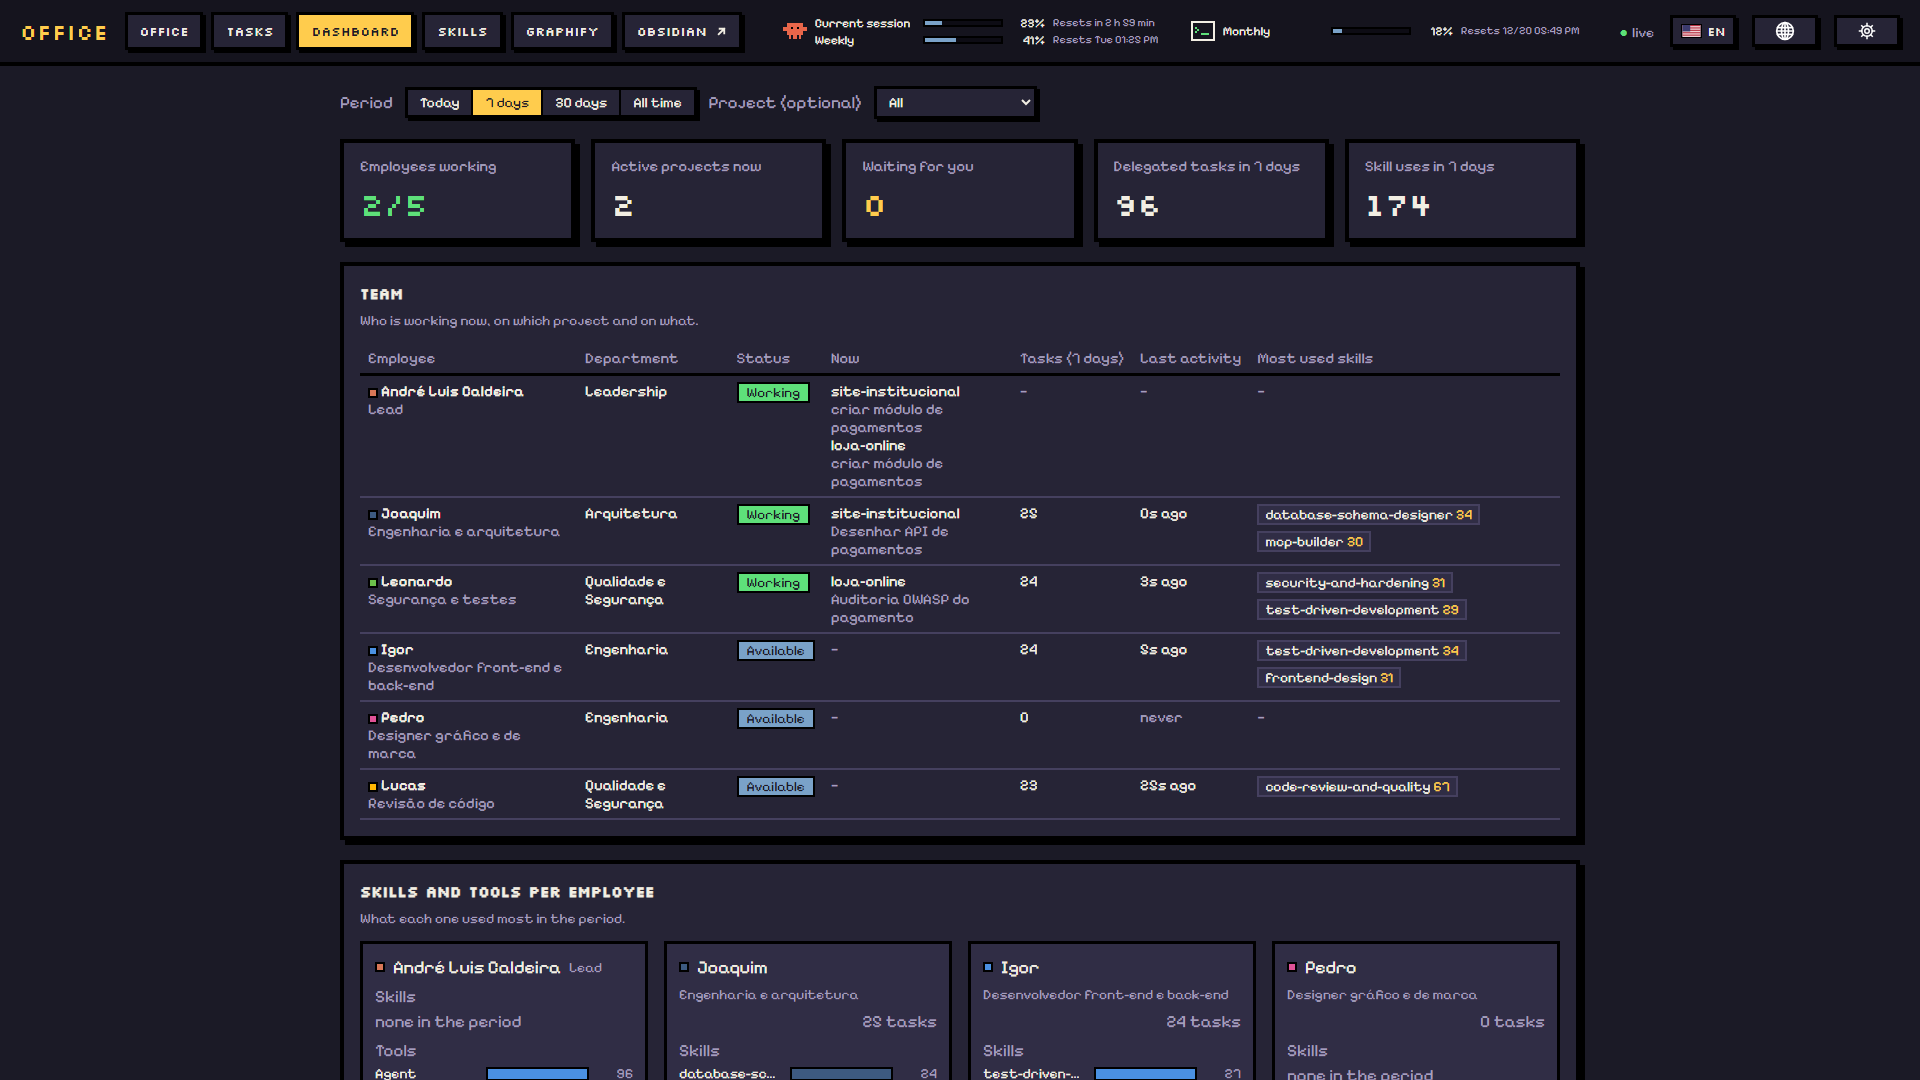 OFFICE
OFFICE
TASKS
DASHBOARD
SKILLS
GRAPHIFY
OBSIDIAN ↗
Current session 23% Resets in 2 h 53 min
Weekly 41% Resets Tue 01:25 PM
Monthly 12% Resets 12/20 05:49 PM
live
EN
Period
Today
7 days
30 days
All time
Project (optional)
All
Employees working
2/5
Active projects now
2
Waiting for you
0
Delegated tasks in 7 days
96
Skill uses in 7 days
174
TEAM
Who is working now, on which project and on what.
Employee Department Status Now Tasks (7 days) Last activity Most used skills
André Luis Caldeira Leadership Working site-institucional – – –
Lead criar módulo de
pagamentos
loja-online
criar módulo de
pagamentos
Joaquim Arquitetura Working site-institucional 25 0s ago database-schema-designer 34
Engenharia e arquitetura Desenhar API de
pagamentos mcp-builder 30
Leonardo Qualidade e Working loja-online 24 3s ago security-and-hardening 31
Segurança e testes Segurança Auditoria OWASP do
pagamento test-driven-development 29
Igor Engenharia Available – 24 5s ago test-driven-development 34
Desenvolvedor front-end e
back-end frontend-design 31
Pedro Engenharia Available – 0 never –
Designer gráfico e de
marca
Lucas Qualidade e Available – 23 25s ago code-review-and-quality 67
Revisão de código Segurança
SKILLS AND TOOLS PER EMPLOYEE
What each one used most in the period.
André Luis Caldeira Lead
Skills
none in the period
Tools
Agent 96
Joaquim
Engenharia e arquitetura
25 tasks
Skills
database-sc... 24
Igor
Desenvolvedor front-end e back-end
24 tasks
Skills
test-driven-... 27
Pedro
Designer gráfico e de marca
0 tasks
Skills
none in the period